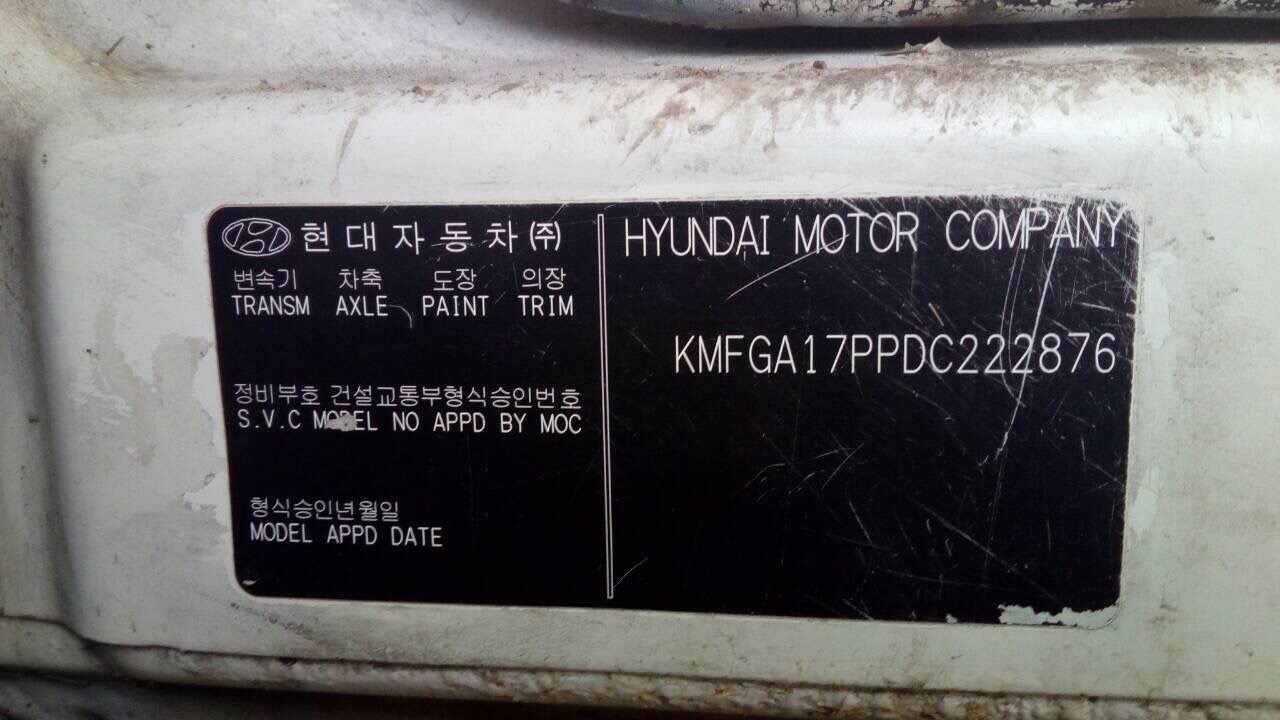 현대자동차 ㈜
변속기 차축 도장 의장
TRANSM AXLE PAINT TRIM
정비부호 건설교통부형식승인번호
S.V.C MODEL NO APPD BY MOC
형식승인년월일
MODEL APPD DATE
HYUNDAI MOTOR COMPANY
KMFGA17PPDC222876